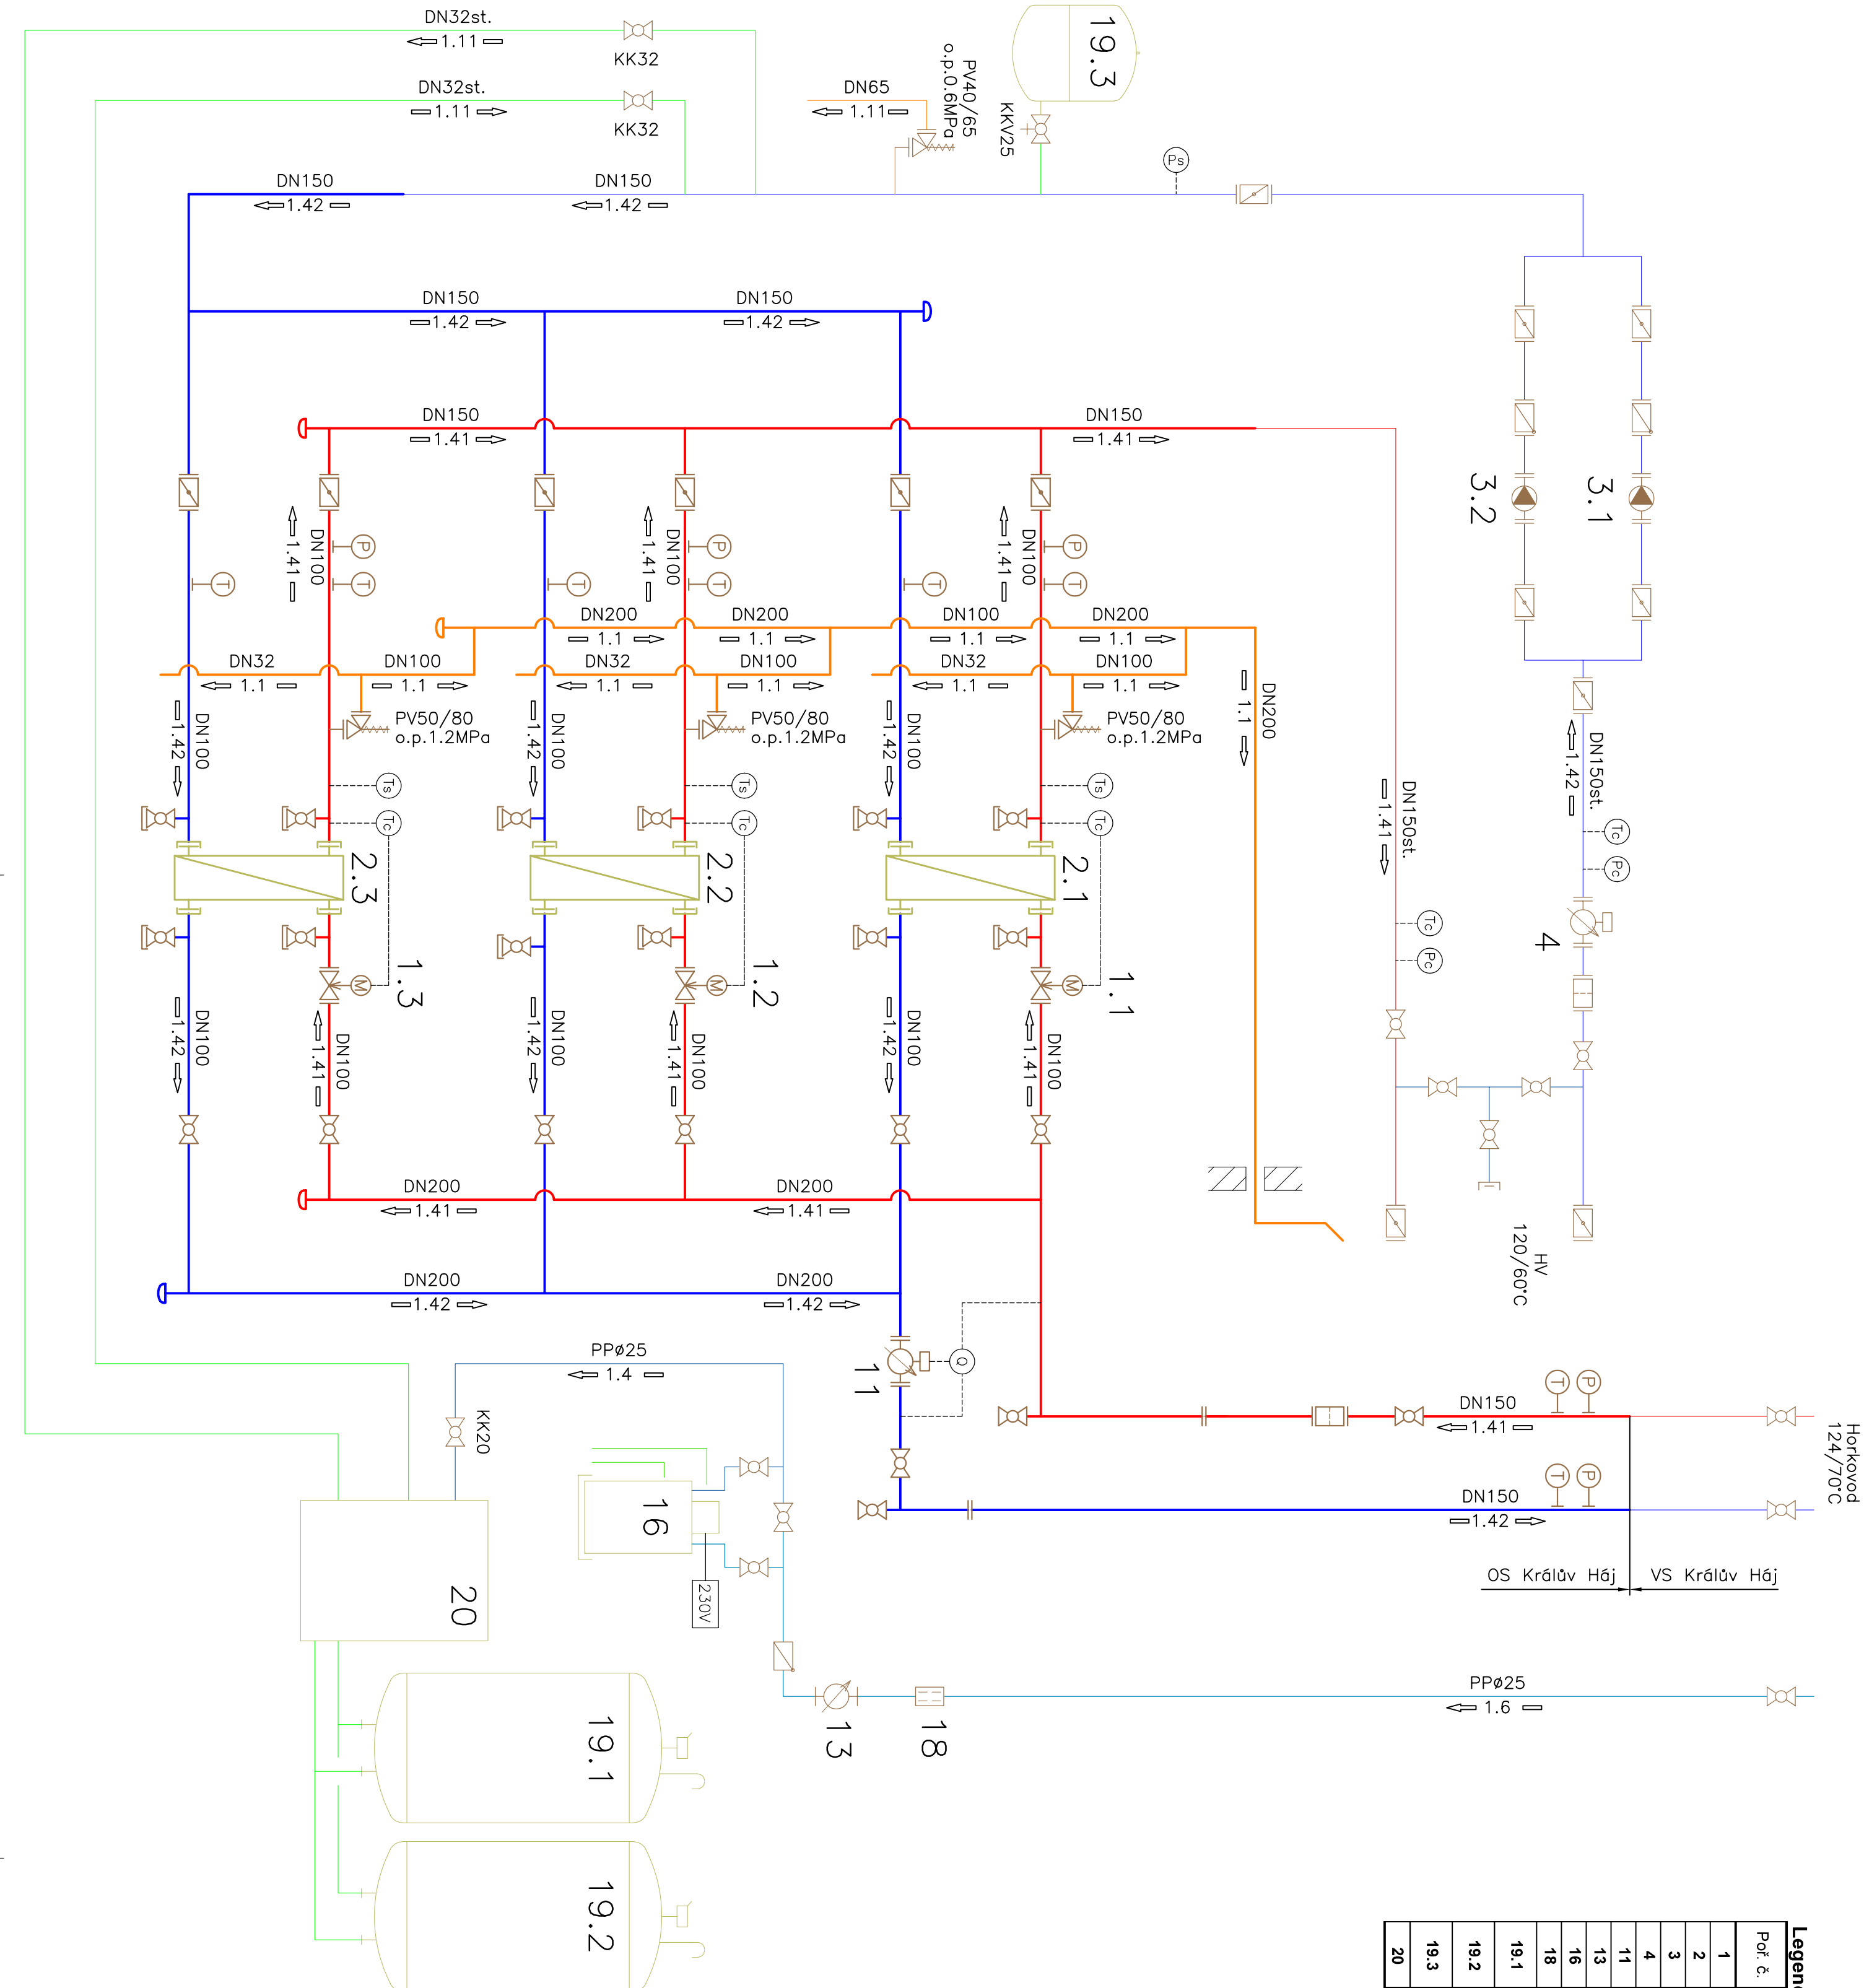 DN32st.
1.11
KK32
DN32st.
1.11
KK32
DN65
1.11
PV40/65
o.p.0.6MPa
19.3
KKV25
Ps
DN150
1.42
DN150
1.42
DN150
1.42
DN150
1.42
DN150
1.41
DN150
1.41
3.2
3.1
DN100
1.41
P
T
T
DN100
1.41
P
T
T
DN100
1.41
P
T
T
DN200
1.1
DN200
1.1
DN100
1.1
DN200
1.1
DN32
1.1
DN100
1.1
DN32
1.1
DN100
1.1
DN32
1.1
DN100
1.1
DN200
1.1
PV50/80
o.p.1.2MPa
PV50/80
o.p.1.2MPa
PV50/80
o.p.1.2MPa
DN100
1.42
DN100
1.42
DN100
1.42
DN150st.
1.42
DN150st.
1.41
Ts
Tc
Ts
Tc
Ts
Tc
Tc
Pc
Tc
Pc
4
2.3
2.2
2.1
1.3
M
1.2
M
1.1
M
DN100
1.42
DN100
1.41
DN100
1.42
DN100
1.41
DN100
1.42
DN100
1.41
DN200
1.41
DN200
1.41
DN200
1.42
DN200
1.42
HV
120/60°C
PPø25
1.4
KK20
11
Q
T
P
DN150
1.41
T
P
DN150
1.42
Horkovod
124/70°C
OS Králův Háj
VS Králův Háj
16
230V
20
PPø25
1.6
13
18
19.1
19.2
Legen
Poř. č.
1
2
3
4
11
13
16
18
19.1
19.2
19.3
20